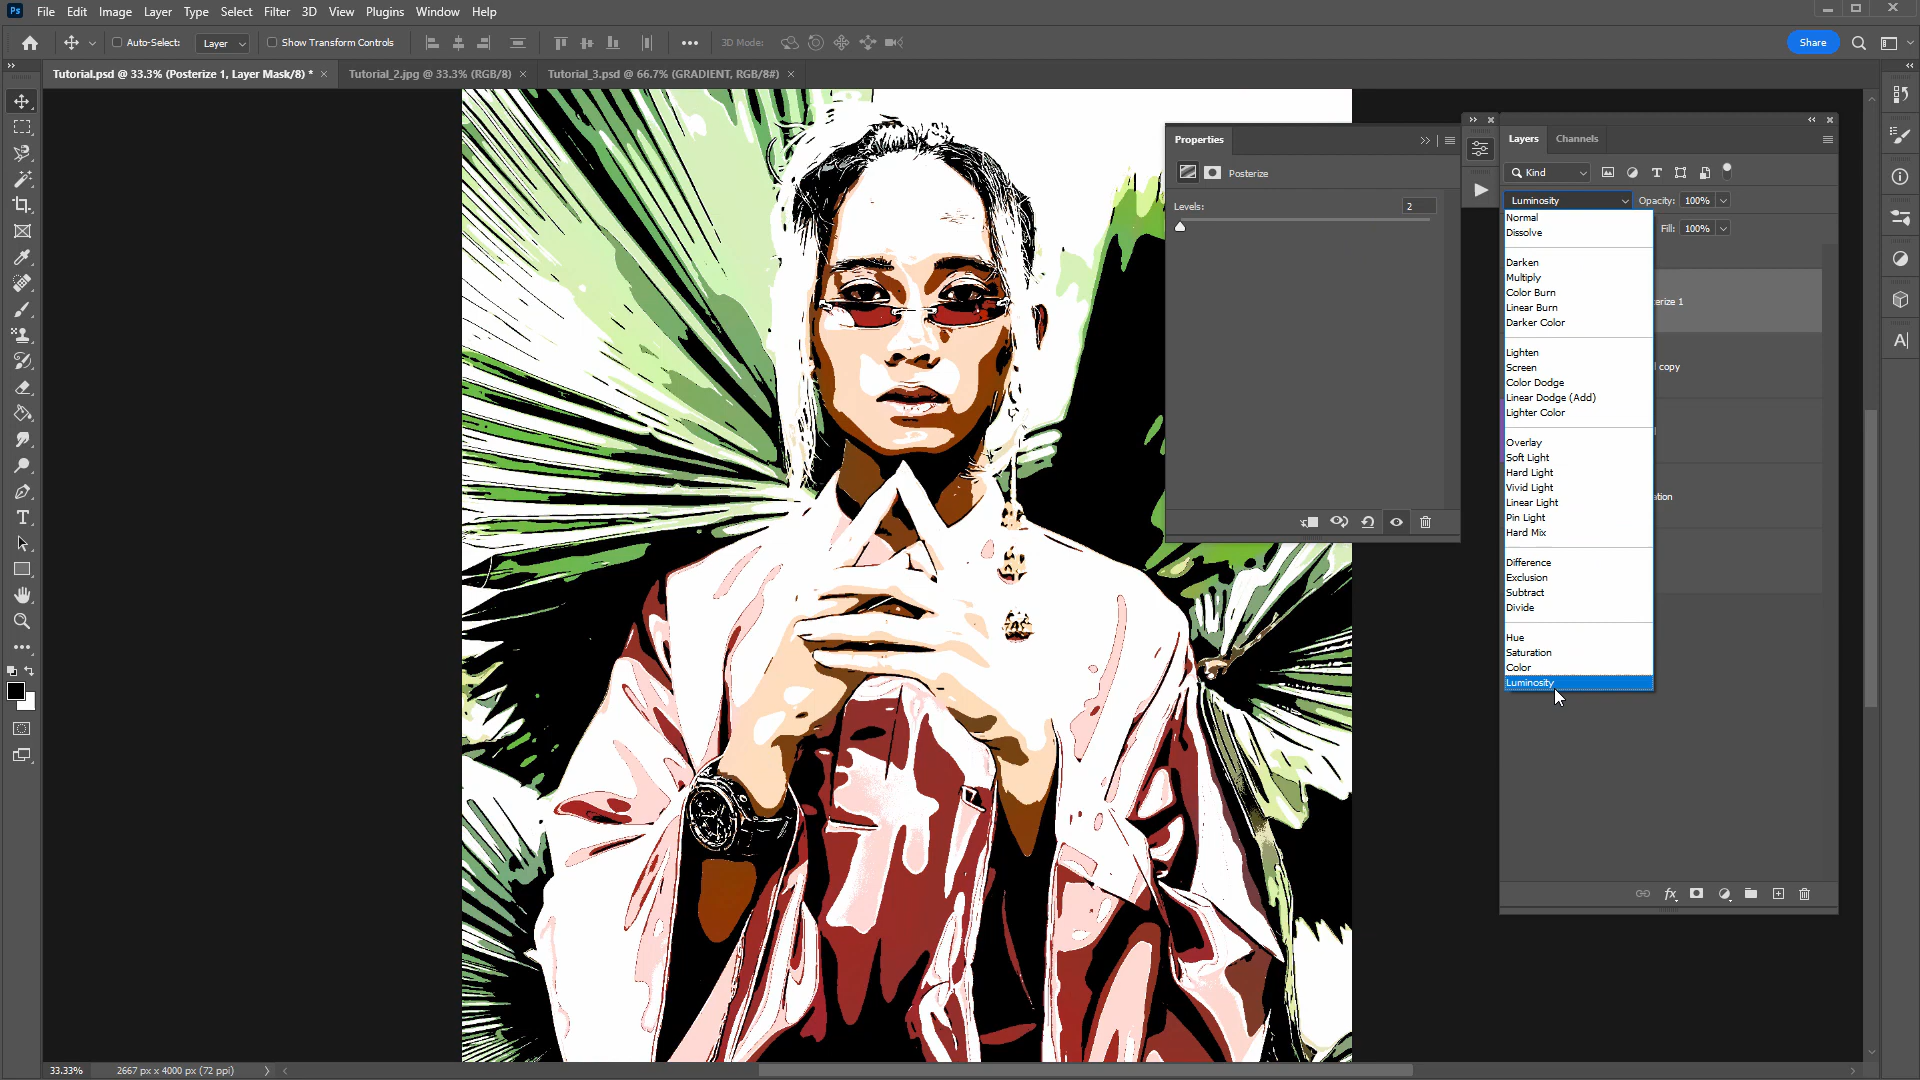 Ps File Edit Image Layer Type Select Filter 3D View Plugins Window Help
Auto-Select: Layer Show Transform Controls 3D Mode: Share
Tutorial.psd @ 33.3% (Posterize 1, Layer Mask/8) * Tutorial_2.jpg @ 33.3% (RGB/8) Tutorial_3.psd @ 66.7% (GRADIENT, RGB/8#)
Properties
Posterize
Levels: 2
Layers Channels
Kind
Luminosity Opacity: 100%
Fill: 100%
Normal
Dissolve
Darken
Multiply
Color Burn
Linear Burn
Darker Color
Lighten
Screen
Color Dodge
Linear Dodge (Add)
Lighter Color
Overlay
Soft Light
Hard Light
Vivid Light
Linear Light
Pin Light
Hard Mix
Difference
Exclusion
Subtract
Divide
Hue
Saturation
Color
Luminosity
erize 1
l copy
ation
33.33% 2667 px x 4000 px (72 ppi)